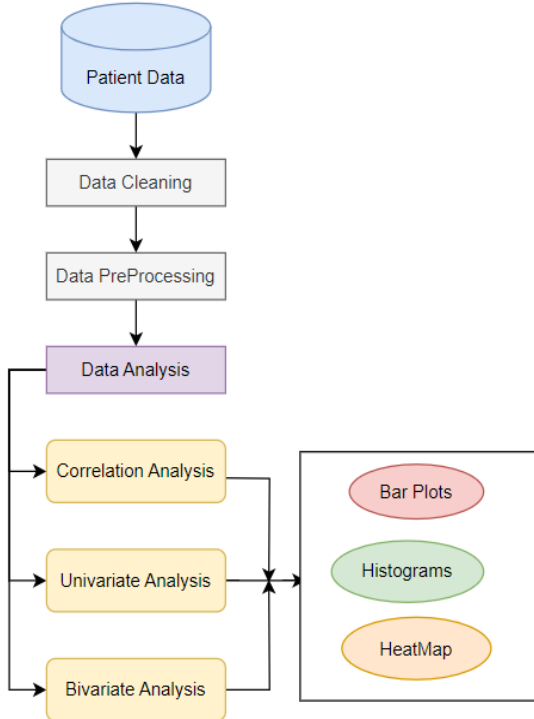 Patient Data
Data Cleaning
Data PreProcessing
Data Analysis
Correlation Analysis
Univariate Analysis
Bivariate Analysis
Bar Plots
Histograms
HeatMap